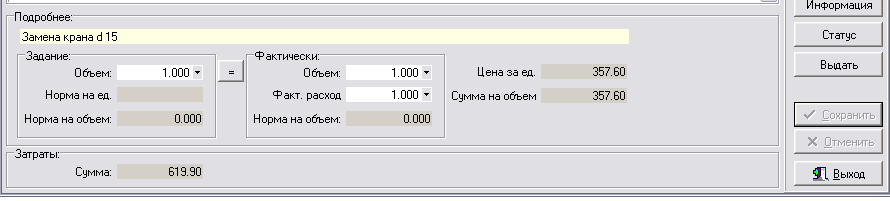 Информация
Подробнее:
Замена крана d 15
Статус
Задание:
Фактически:
Объем: 1.000 = Объем: 1.000 Цена за ед. 357.60
Выдать
Норма на ед. Факт. расход 1.000 Сумма на объем 357.60
Норма на объем: 0.000 Норма на объем: 0.000
Сохранить
Отменить
Затраты:
Сумма: 619.90
Выход